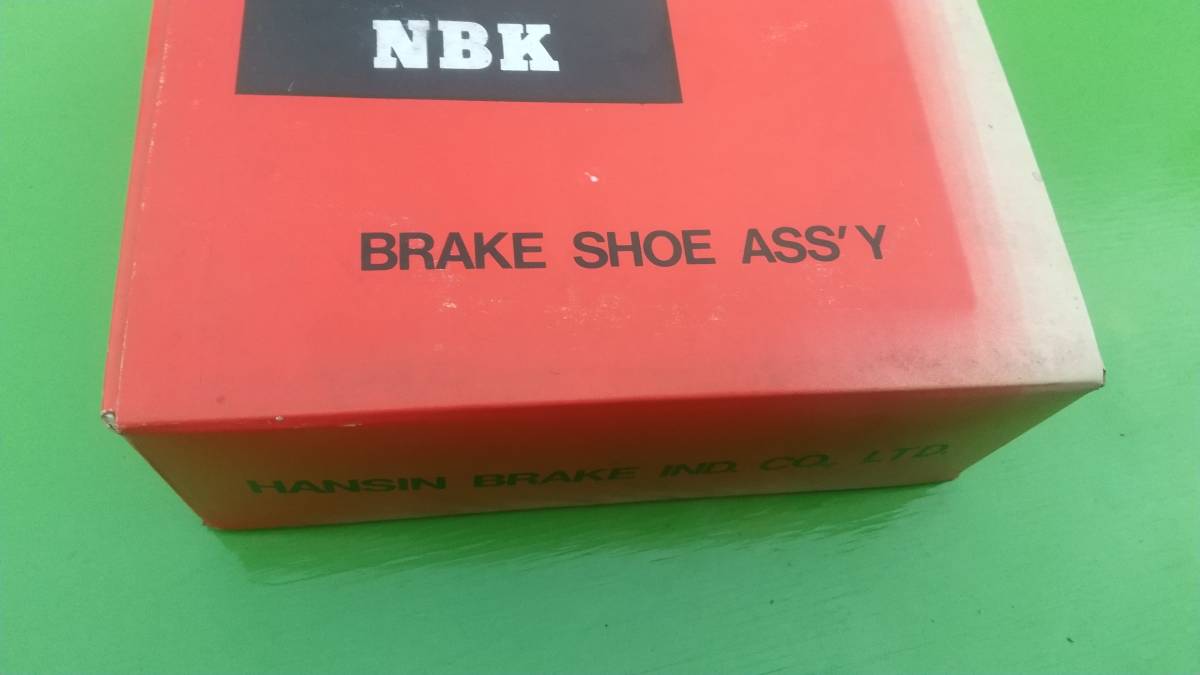 NBK
BRAKE SHOE ASS'Y
HANSIN BRAKE IND. CO., LTD.